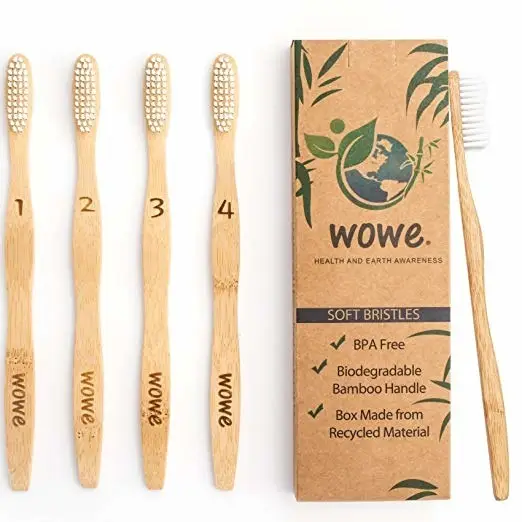 1
2
3
4
wowe
wowe
wowe
wowe
wowe®
HEALTH AND EARTH AWARENESS
SOFT BRISTLES
BPA Free
Biodegradable
Bamboo Handle
Box Made from
Recycled Material